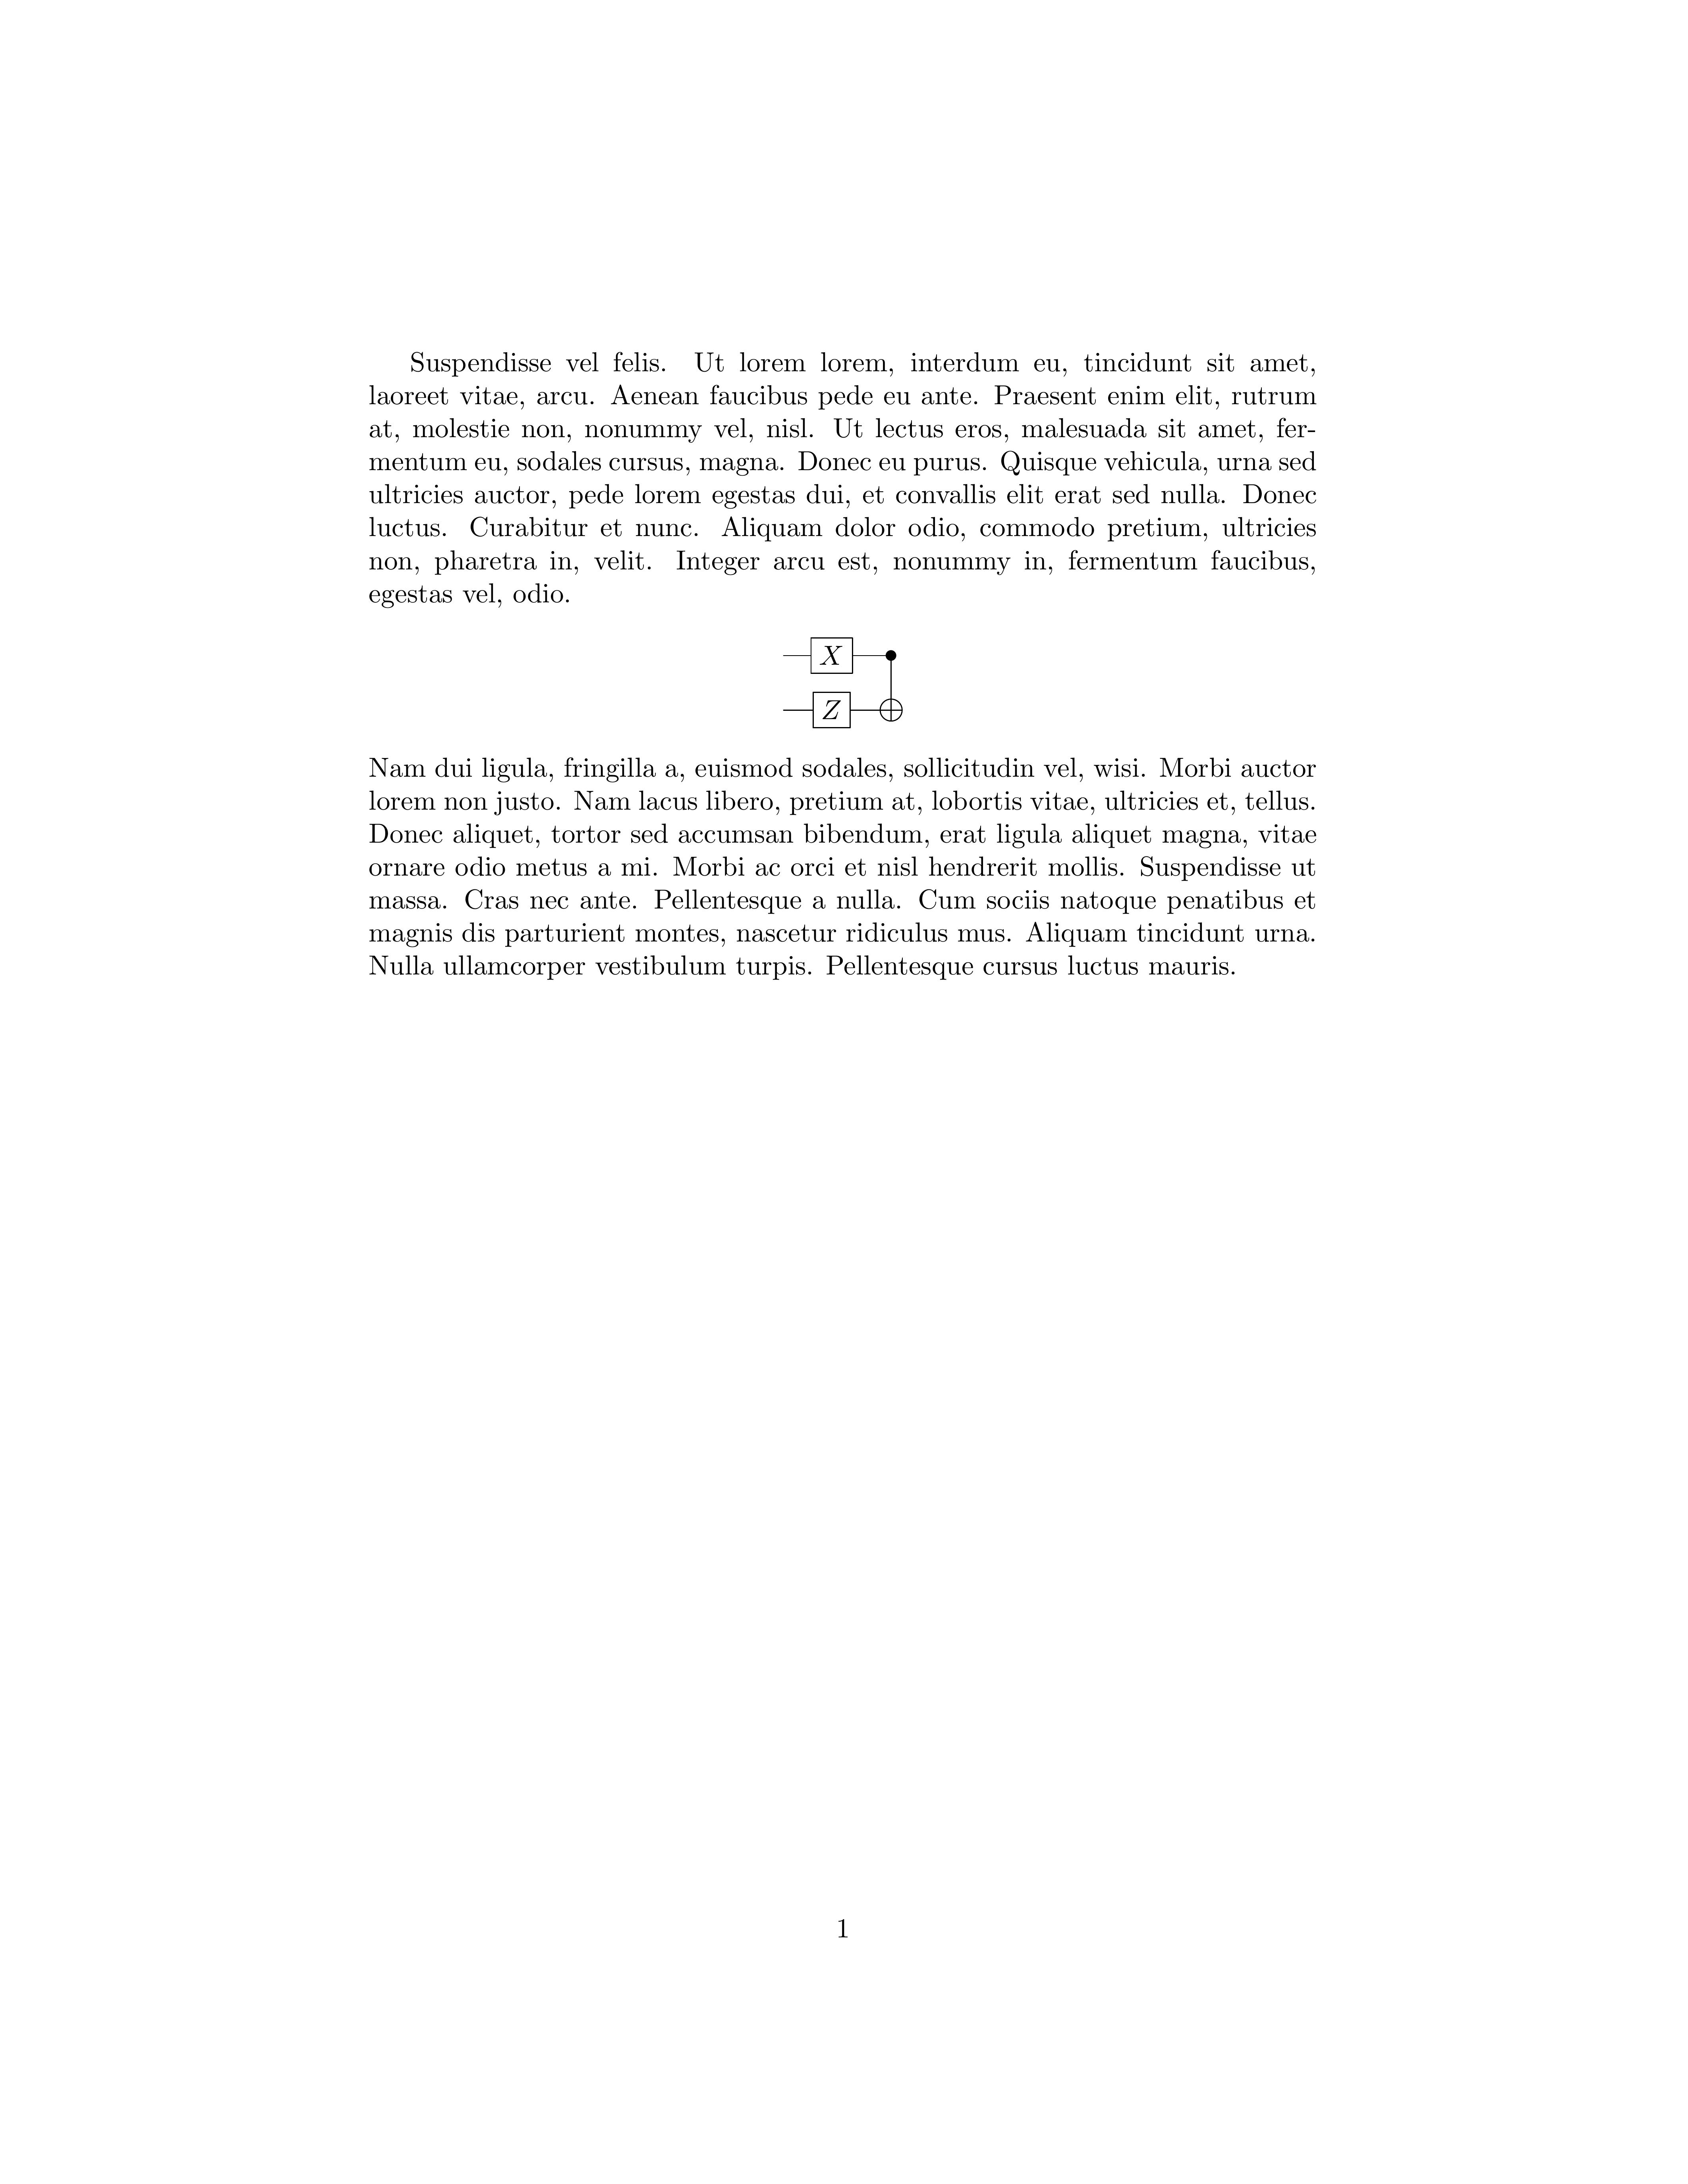 Suspendisse vel felis. Ut lorem lorem, interdum eu, tincidunt sit amet,
laoreet vitae, arcu. Aenean faucibus pede eu ante. Praesent enim elit, rutrum
at, molestie non, nonummy vel, nisl. Ut lectus eros, malesuada sit amet, fer-
mentum eu, sodales cursus, magna. Donec eu purus. Quisque vehicula, urna sed
ultricies auctor, pede lorem egestas dui, et convallis elit erat sed nulla. Donec
luctus. Curabitur et nunc. Aliquam dolor odio, commodo pretium, ultricies
non, pharetra in, velit. Integer arcu est, nonummy in, fermentum faucibus,
egestas vel, odio.
X
Z
Nam dui ligula, fringilla a, euismod sodales, sollicitudin vel, wisi. Morbi auctor
lorem non justo. Nam lacus libero, pretium at, lobortis vitae, ultricies et, tellus.
Donec aliquet, tortor sed accumsan bibendum, erat ligula aliquet magna, vitae
ornare odio metus a mi. Morbi ac orci et nisl hendrerit mollis. Suspendisse ut
massa. Cras nec ante. Pellentesque a nulla. Cum sociis natoque penatibus et
magnis dis parturient montes, nascetur ridiculus mus. Aliquam tincidunt urna.
Nulla ullamcorper vestibulum turpis. Pellentesque cursus luctus mauris.
1